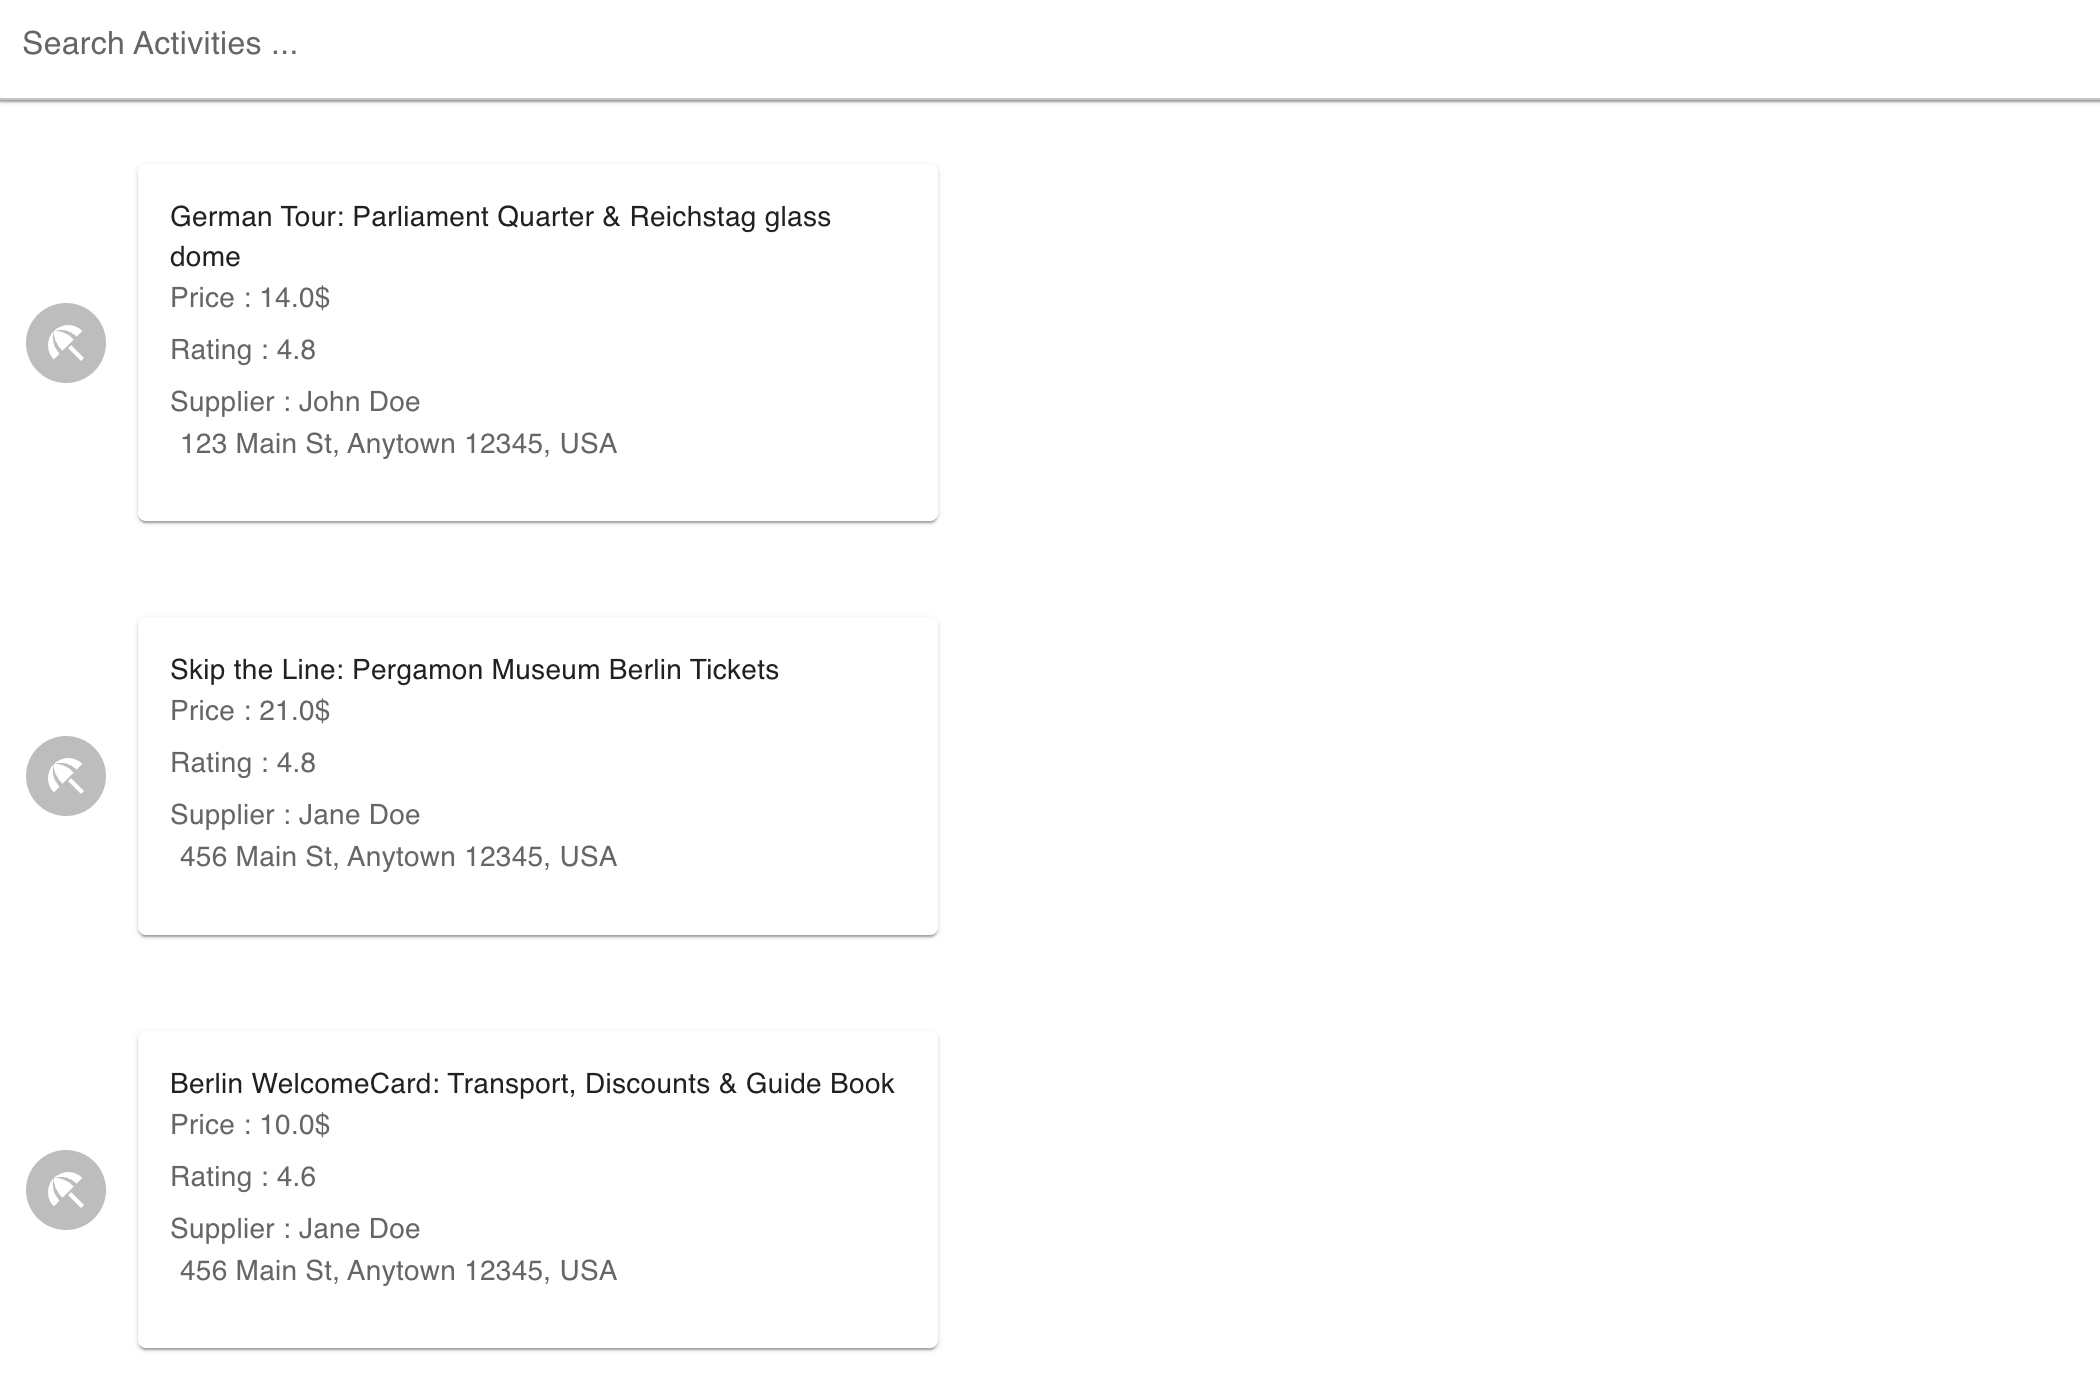 Search Activities ...
German Tour: Parliament Quarter & Reichstag glass
dome
Price : 14.0$
Rating : 4.8
Supplier : John Doe
123 Main St, Anytown 12345, USA
Skip the Line: Pergamon Museum Berlin Tickets
Price : 21.0$
Rating : 4.8
Supplier : Jane Doe
456 Main St, Anytown 12345, USA
Berlin WelcomeCard: Transport, Discounts & Guide Book
Price : 10.0$
Rating : 4.6
Supplier : Jane Doe
456 Main St, Anytown 12345, USA